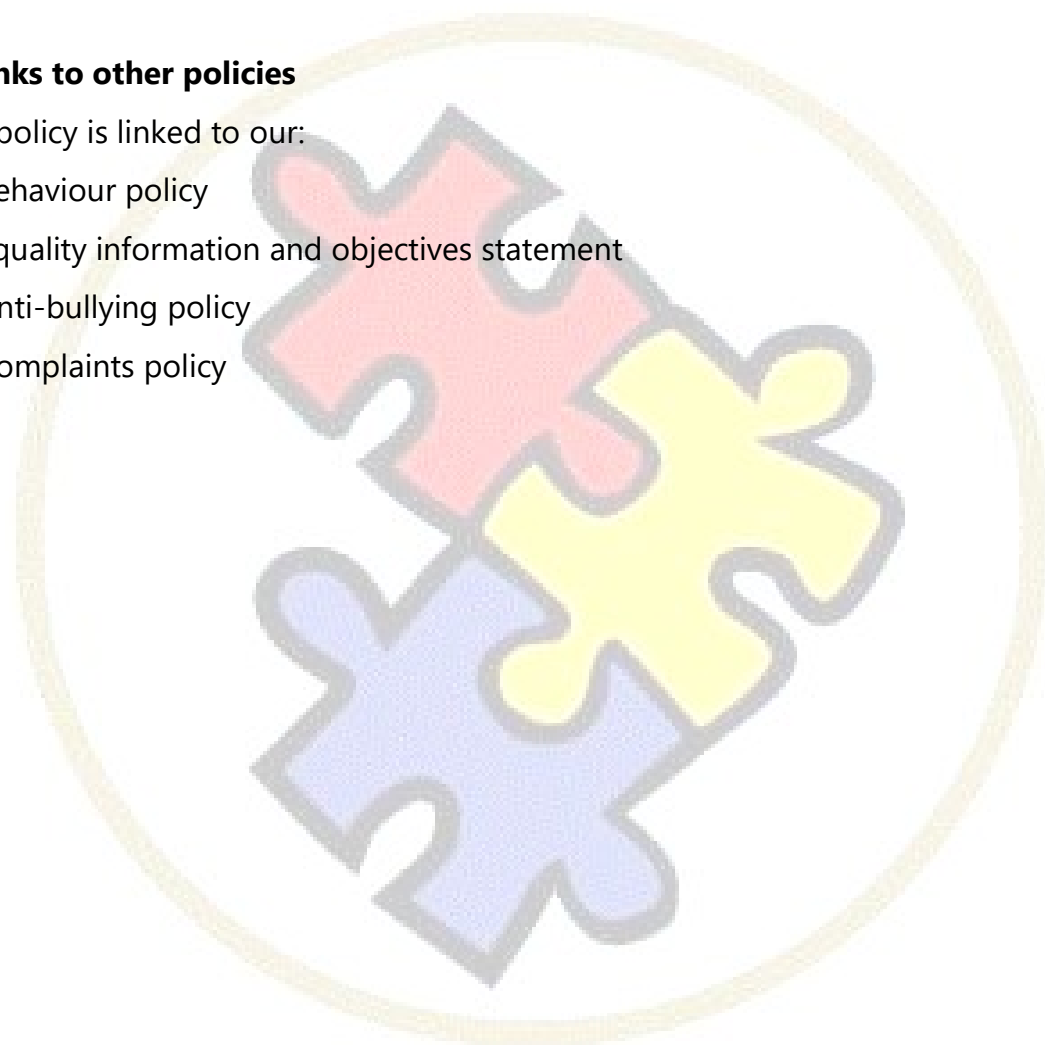 nks to other policies
policy is linked to our:
ehaviour policy
quality information and objectives statement
nti-bullying policy
omplaints policy